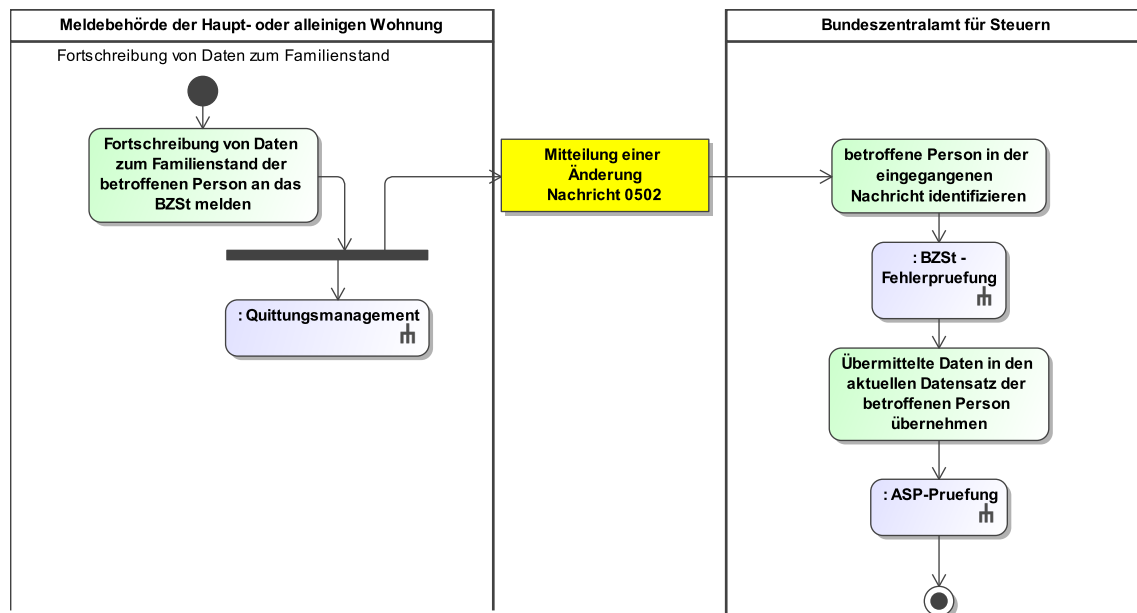 Meldebehörde der Haupt- oder alleinigen Wohnung
Fortschreibung von Daten zum Familienstand
Fortschreibung von Daten
zum Familienstand der
betroffenen Person an das
BZSt melden
: Quittungsmanagement
Mitteilung einer
Änderung
Nachricht 0502
Bundeszentralamt für Steuern
betroffene Person in der
eingegangenen
Nachricht identifizieren
: BZSt -
Fehlerpruefung
Übermittelte Daten in den
aktuellen Datensatz der
betroffenen Person
übernehmen
: ASP-Pruefung